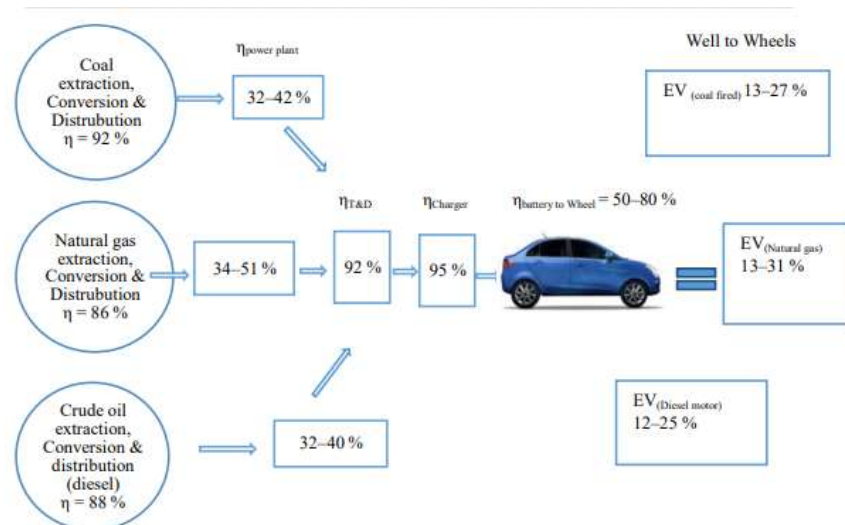 Coal
extraction,
Conversion &
Distrubution
η = 92 %
ηpower plant
32–42 %
Well to Wheels
EV (coal fired) 13–27 %
Natural gas
extraction,
Conversion &
Distrubution
η = 86 %
34–51 %
ηT&D
92 %
ηCharger
95 %
ηbattery to Wheel = 50–80 %
EV(Natural gas)
13–31 %
Crude oil
extraction,
Conversion &
distribution
(diesel)
η = 88 %
32–40 %
EV(Diesel motor)
12–25 %